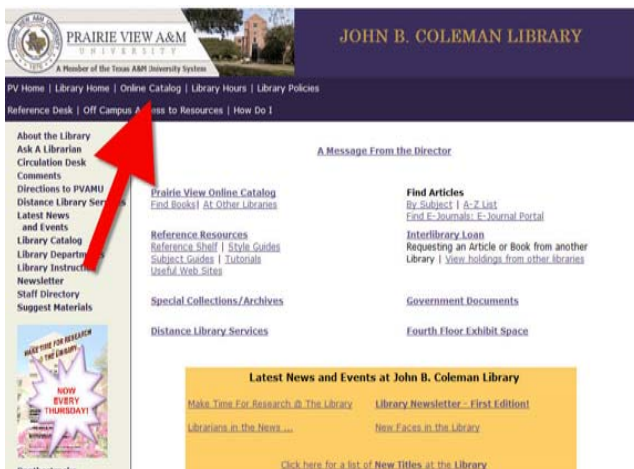 PRAIRIE VIEW A&M
UNIVERSITY
A Member of the Texas A&M University System
JOHN B. COLEMAN LIBRARY
PV Home | Library Home | Online Catalog | Library Hours | Library Policies
Reference Desk | Off Campus Access to Resources | How Do I
About the Library
Ask A Librarian
Circulation Desk
Comments
Directions to PVAMU
Distance Library Services
Latest News
and Events
Library Catalog
Library Departments
Library Instruction
Newsletter
Staff Directory
Suggest Materials
MAKE TIME FOR RESEARCH
@ THE LIBRARY
NOW
EVERY
THURSDAY!
A Message From the Director
Prairie View Online Catalog
Find Books| At Other Libraries
Reference Resources
Reference Shelf | Style Guides
Subject Guides | Tutorials
Useful Web Sites
Special Collections/Archives
Distance Library Services
Find Articles
By Subject | A-Z List
Find E-Journals: E-Journal Portal
Interlibrary Loan
Requesting an Article or Book from another
Library | View holdings from other libraries
Government Documents
Fourth Floor Exhibit Space
Latest News and Events at John B. Coleman Library
Make Time For Research @ The Library
Library Newsletter - First Edition!
Librarians in the News ...
New Faces in the Library
Click here for a list of New Titles at the Library